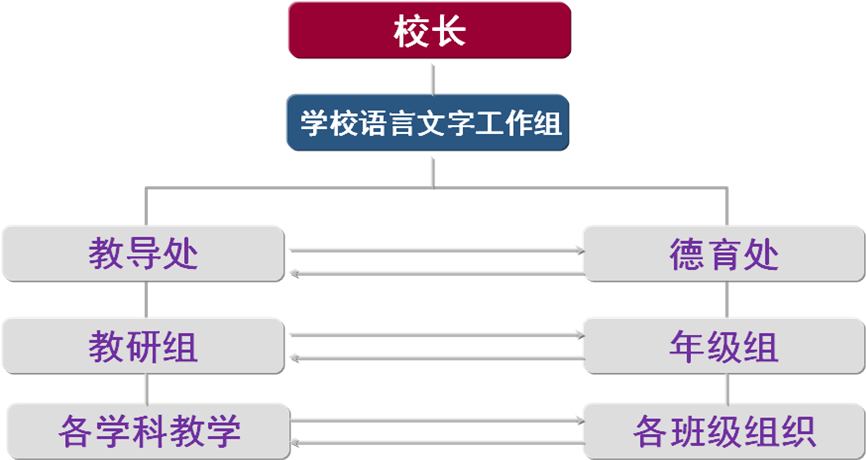 校长
学校语言文字工作组
教导处
德育处
教研组
年级组
各学科教学
各班级组织